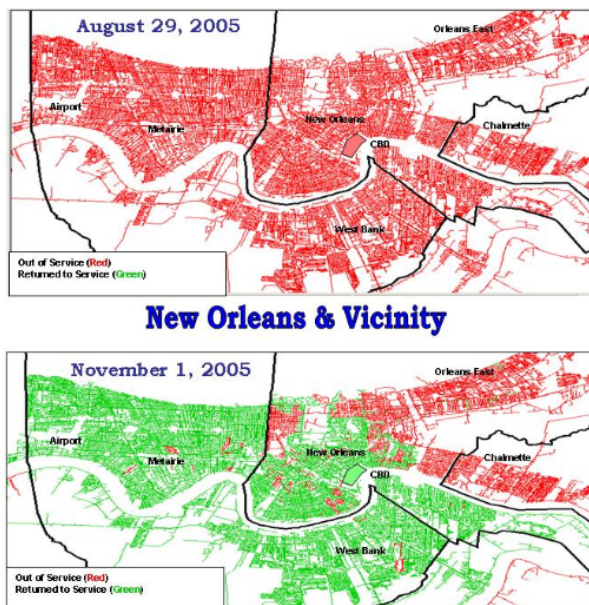 August 29, 2005
Orleans East
Airport
Metairie
New Orleans
CBD
Chalmette
West Bank
Out of Service (Red)
Returned to Service (Green)
New Orleans & Vicinity
November 1, 2005
Orleans East
Airport
Metairie
New Orleans
CBD
Chalmette
West Bank
Out of Service (Red)
Returned to Service (Green)